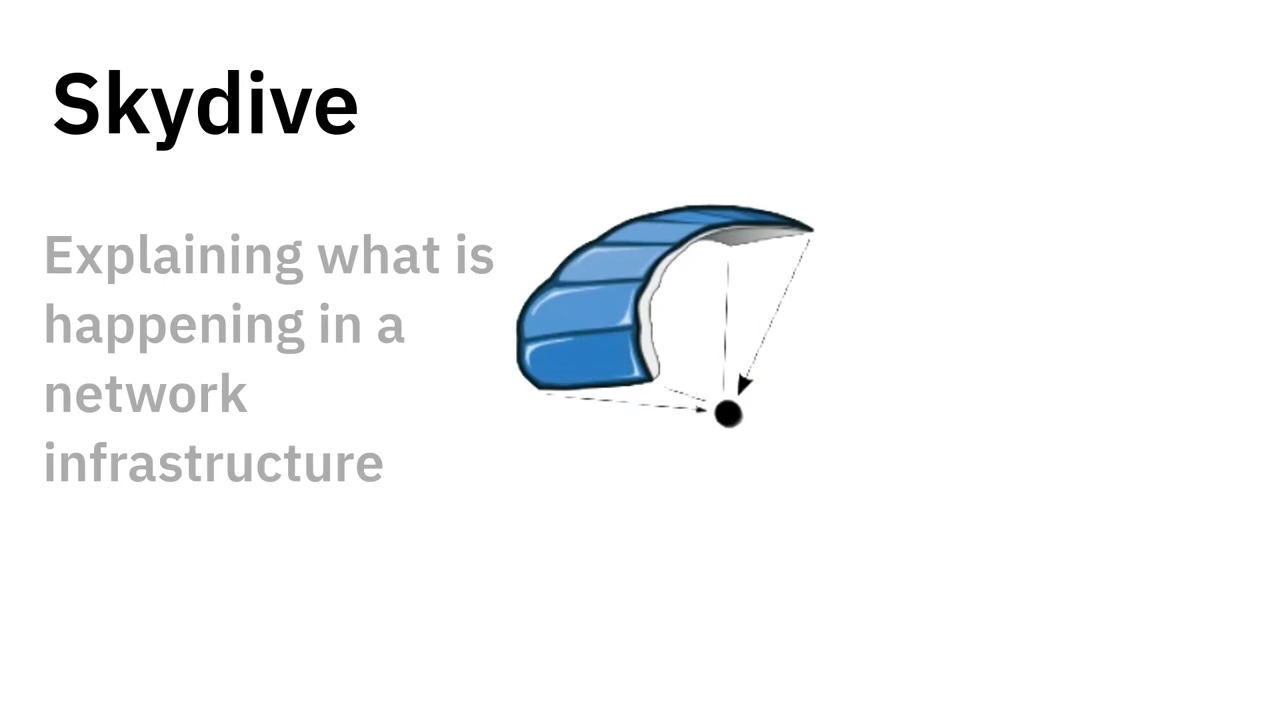 Skydive
Explaining what is
happening in a
network
infrastructure